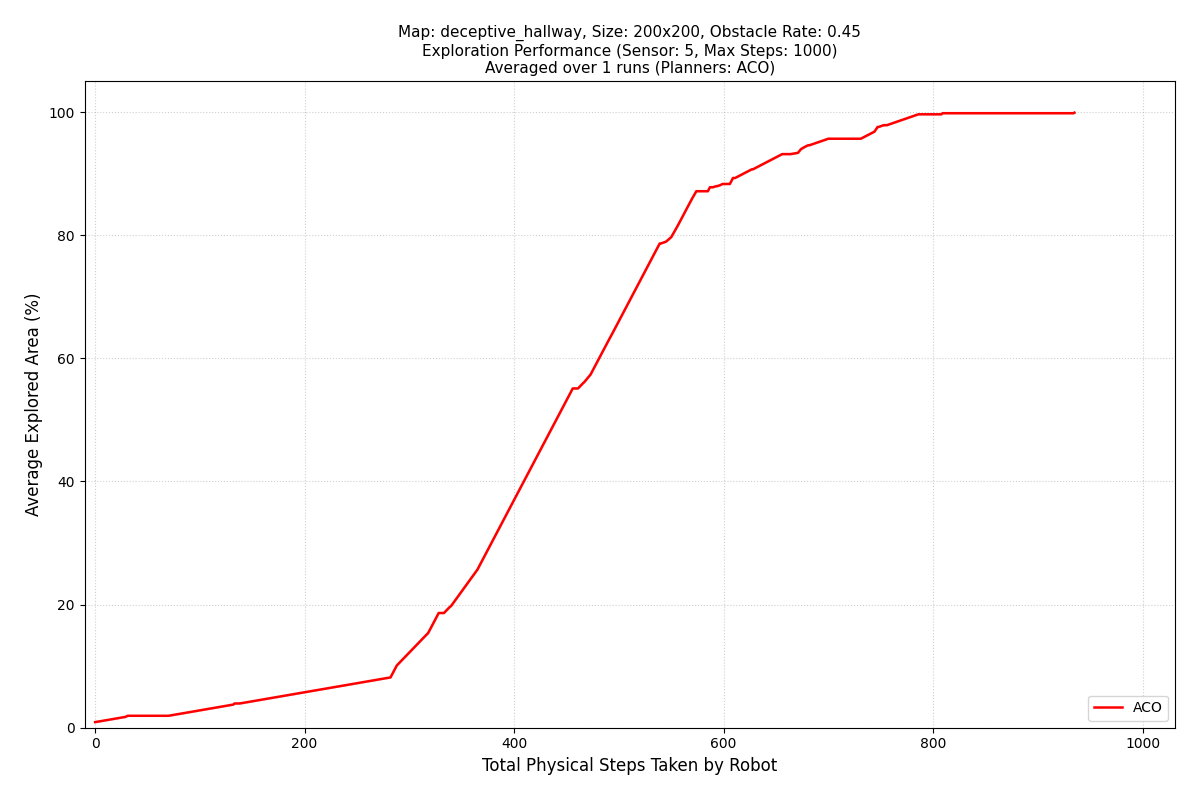 Map: deceptive_hallway, Size: 200x200, Obstacle Rate: 0.45
Exploration Performance (Sensor: 5, Max Steps: 1000)
Averaged over 1 runs (Planners: ACO)
100
80
60
40
20
0
Average Explored Area (%)
ACO
0 200 400 600 800 1000
Total Physical Steps Taken by Robot